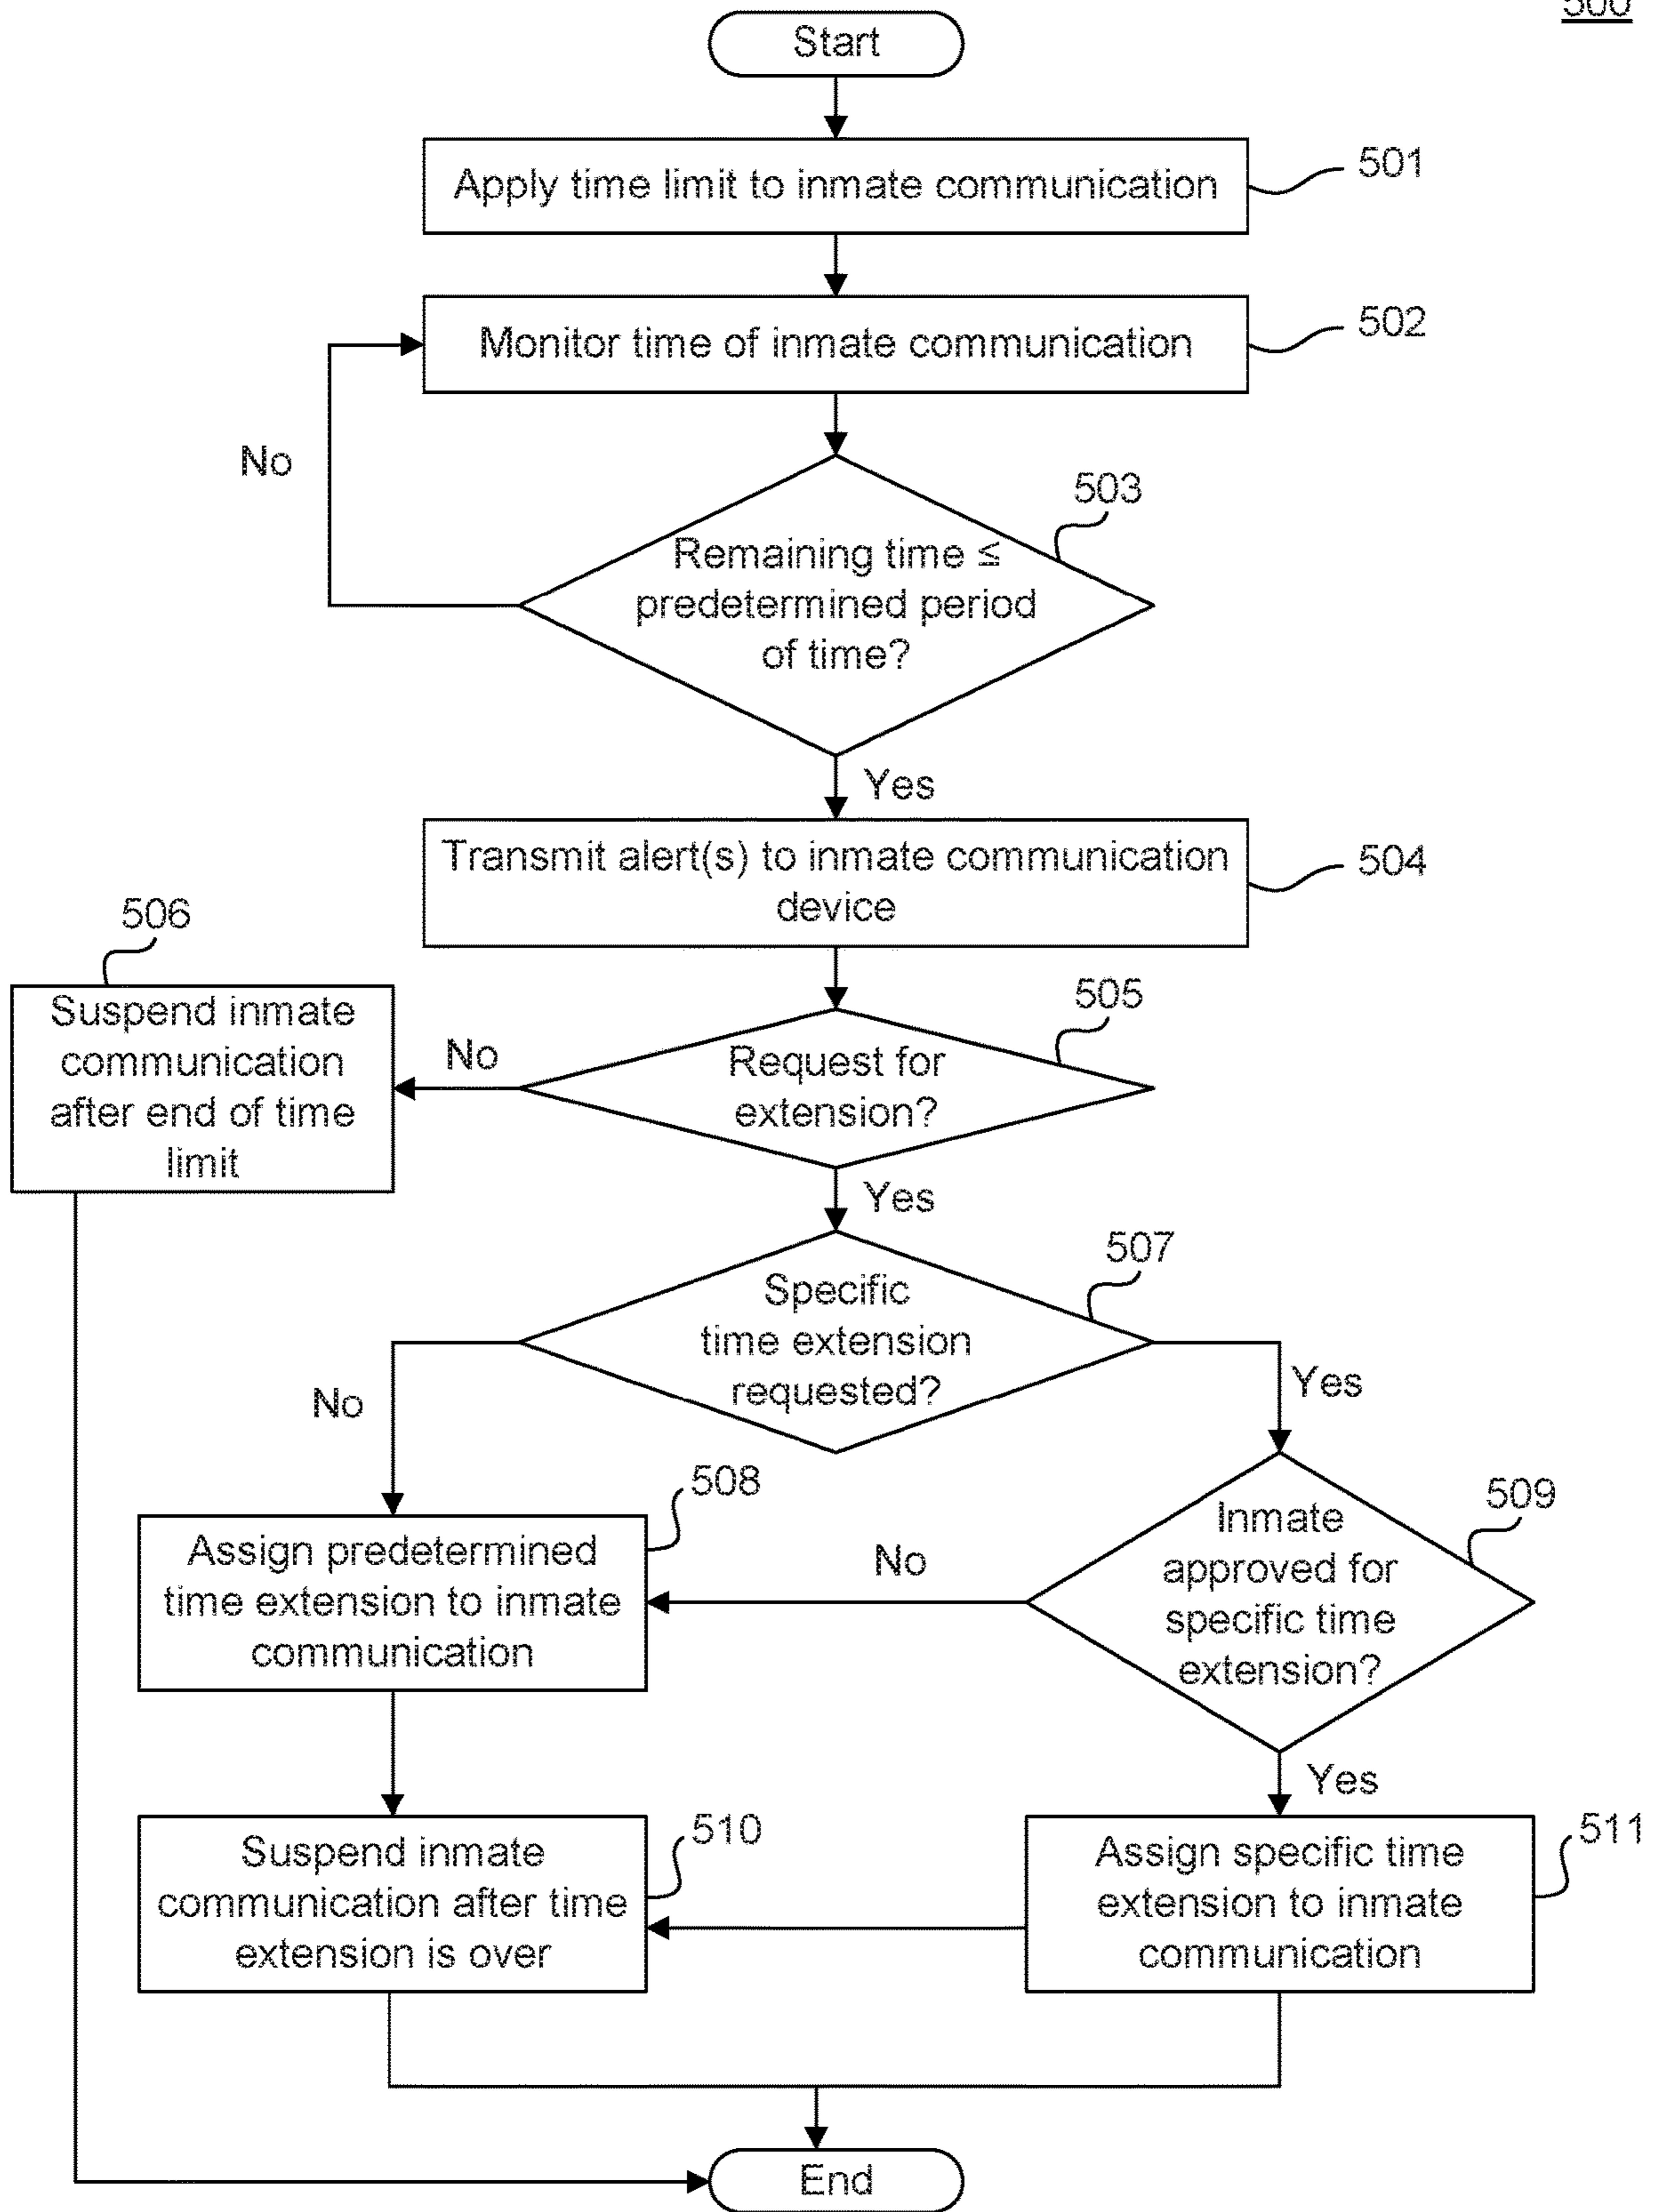 500
Start
Apply time limit to inmate communication
501
Monitor time of inmate communication
502
No
503
Remaining time ≤
predetermined period
of time?
Yes
Transmit alert(s) to inmate communication
device
504
506
Suspend inmate
communication
after end of time
limit
No
505
Request for
extension?
Yes
507
Specific
time extension
requested?
No
Yes
508
Assign predetermined
time extension to inmate
communication
No
509
Inmate
approved for
specific time
extension?
Yes
510
Suspend inmate
communication after time
extension is over
511
Assign specific time
extension to inmate
communication
End